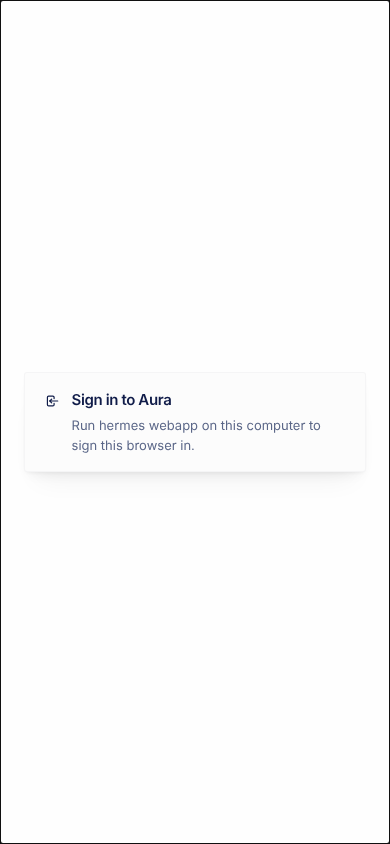 Sign in to Aura
Run hermes webapp on this computer to
sign this browser in.